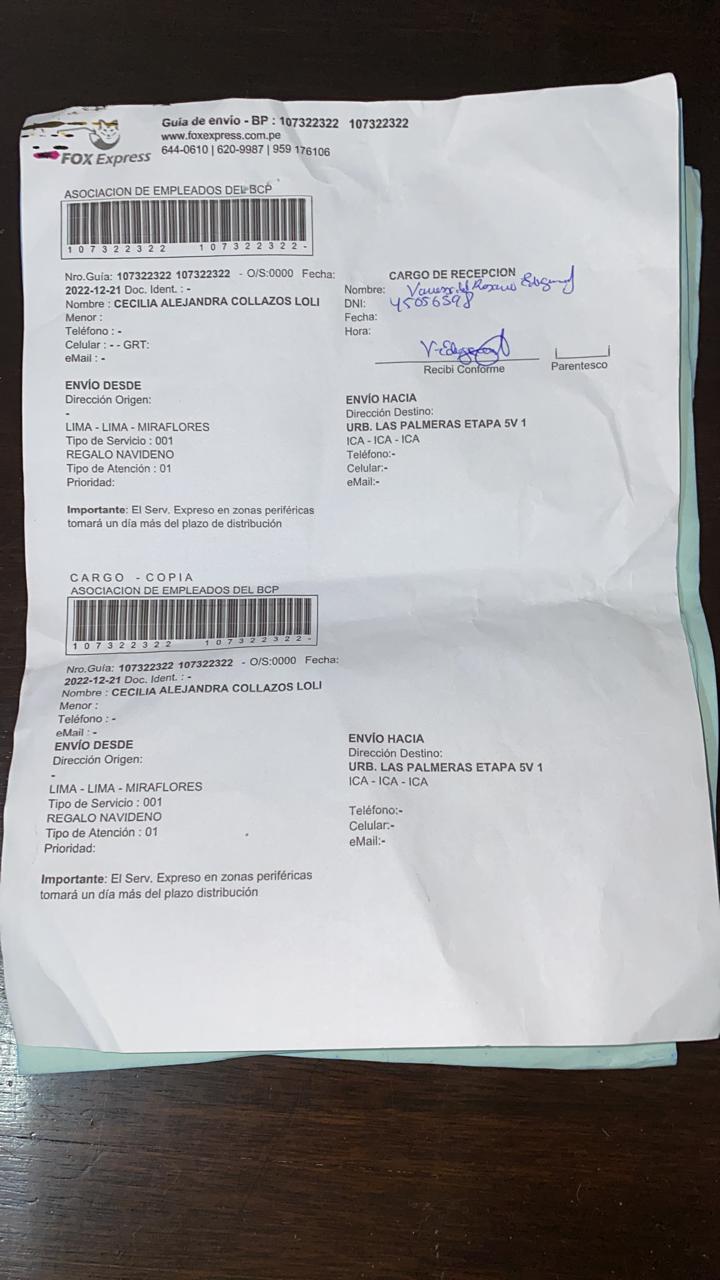 FOX Express
Guia de envío - BP : 107322322 107322322
www.foxexpress.com.pe
644-0610 | 620-9987 | 959 176106
ASOCIACION DE EMPLEADOS DEL BCP
107322322 107322322-
Nro.Guía: 107322322 107322322 - O/S:0000 Fecha:
2022-12-21 Doc. Ident. : -
Nombre : CECILIA ALEJANDRA COLLAZOS LOLI
Menor :
Teléfono : -
Celular : - - GRT:
eMail : -
CARGO DE RECEPCION
Nombre:
DNI: 45056598
Fecha:
Hora:
Recibi Conforme
Parentesco
ENVÍO DESDE
Dirección Origen:
-
LIMA - LIMA - MIRAFLORES
Tipo de Servicio : 001
REGALO NAVIDENO
Tipo de Atención : 01
Prioridad:
ENVÍO HACIA
Dirección Destino:
URB. LAS PALMERAS ETAPA 5V 1
ICA - ICA - ICA
Teléfono:-
Celular:-
eMail:-
Importante: El Serv. Expreso en zonas periféricas
tomará un día más del plazo de distribución
CARGO - COPIA
ASOCIACION DE EMPLEADOS DEL BCP
107322322 107322322-
Nro.Guía: 107322322 107322322 - O/S:0000 Fecha:
2022-12-21 Doc. Ident. : -
Nombre : CECILIA ALEJANDRA COLLAZOS LOLI
Menor :
Teléfono : -
eMail : -
ENVÍO DESDE
Dirección Origen:
-
LIMA - LIMA - MIRAFLORES
Tipo de Servicio : 001
REGALO NAVIDENO
Tipo de Atención : 01
Prioridad:
ENVÍO HACIA
Dirección Destino:
URB. LAS PALMERAS ETAPA 5V 1
ICA - ICA - ICA
Teléfono:-
Celular:-
eMail:-
Importante: El Serv. Expreso en zonas periféricas
tomará un día más del plazo distribución